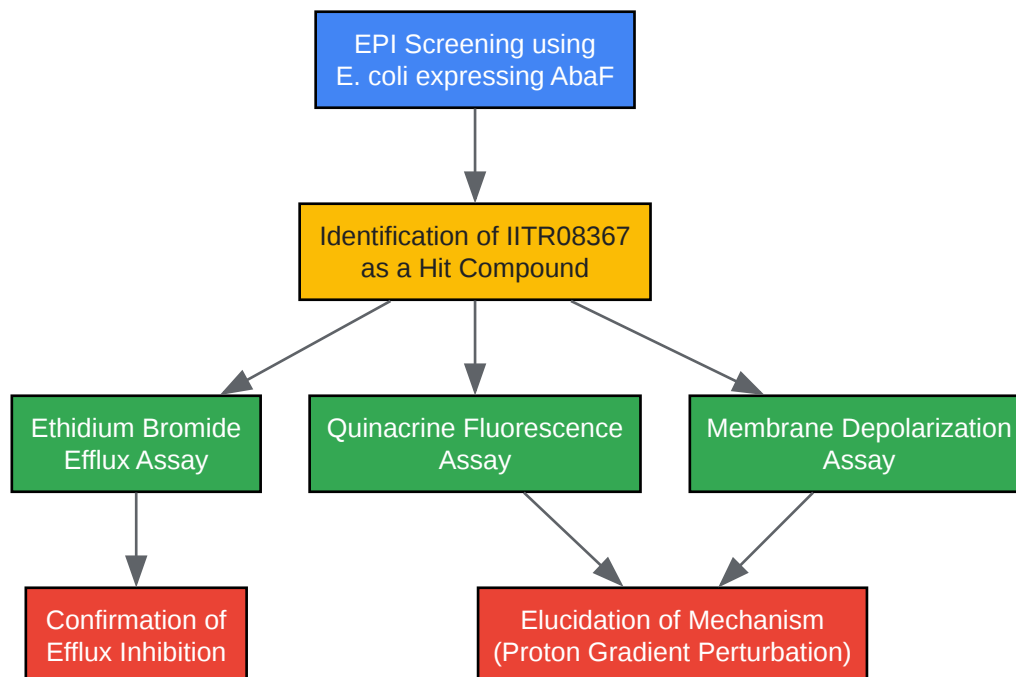 EPI Screening using
E. coli expressing AbaF
Identification of IITR08367
as a Hit Compound
Ethidium Bromide
Efflux Assay
Quinacrine Fluorescence
Assay
Membrane Depolarization
Assay
Confirmation of
Efflux Inhibition
Elucidation of Mechanism
(Proton Gradient Perturbation)